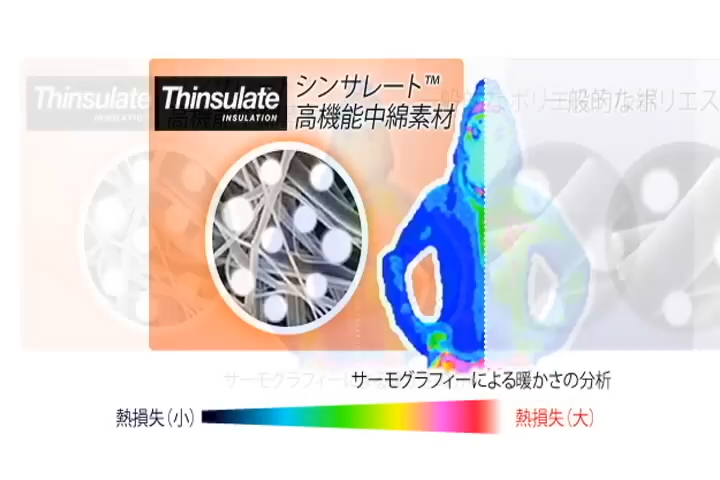 Thinsulate
INSULATION
シンサレート™
高機能中綿素材
Thinsulate
INSULATIO
一般的なポリエス
サーモグラフィーによる暖かさの分析
熱損失(小)
熱損失(大)